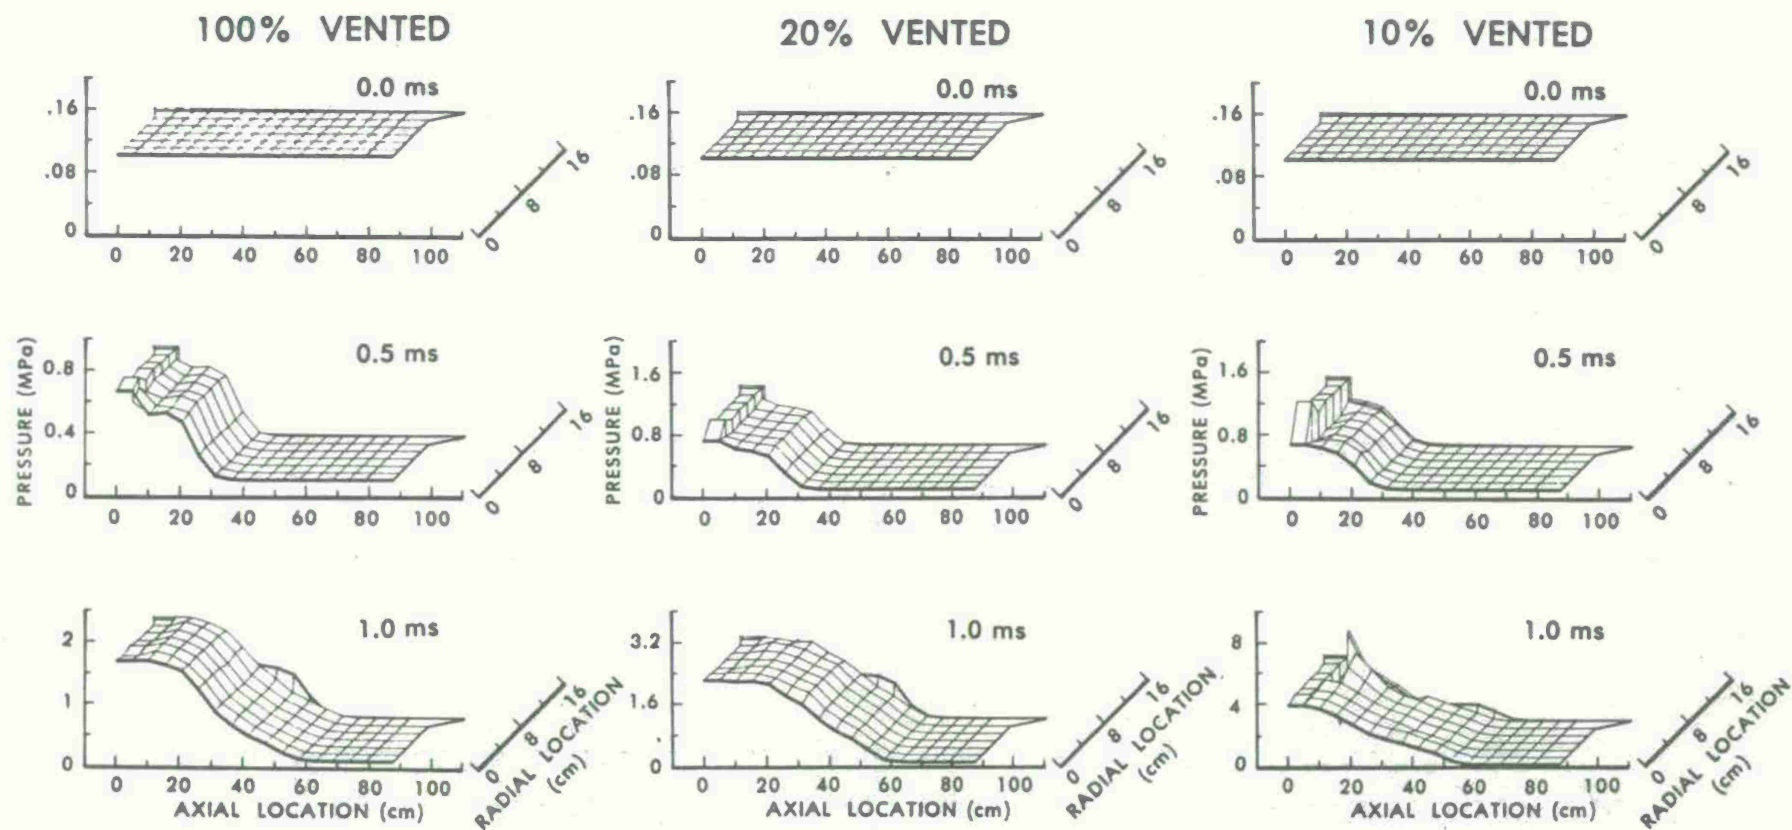 100% VENTED
20% VENTED
10% VENTED
0.0 ms
.16
.08
0
0 20 40 60 80 100
0 8 16
0.0 ms
.16
.08
0
0 20 40 60 80 100
0 8 16
0.0 ms
.16
.08
0
0 20 40 60 80 100
0 8 16
PRESSURE (MPa)
0.5 ms
0.8
0.4
0
0 20 40 60 80 100
0 8 16
PRESSURE (MPa)
0.5 ms
1.6
0.8
0
0 20 40 60 80 100
0 8 16
PRESSURE (MPa)
0.5 ms
1.6
0.8
0
0 20 40 60 80 100
0 8 16
1.0 ms
2
1
0
0 20 40 60 80 100
AXIAL LOCATION (cm)
0 8 16
RADIAL LOCATION
(cm)
1.0 ms
3.2
1.6
0
0 20 40 60 80 100
AXIAL LOCATION (cm)
0 8 16
RADIAL LOCATION
(cm)
1.0 ms
8
4
0
0 20 40 60 80 100
AXIAL LOCATION (cm)
0 8 16
RADIAL LOCATION
(cm)